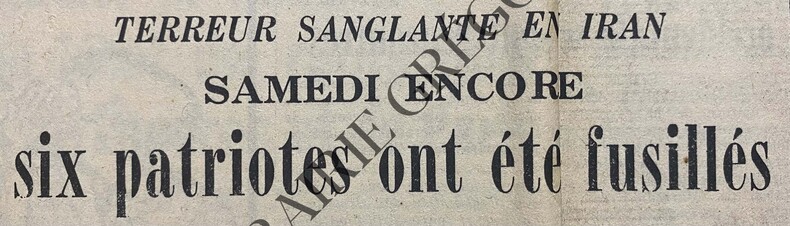 TERREUR SANGLANTE EN IRAN
SAMEDI ENCORE
six patriotes ont été fusillés